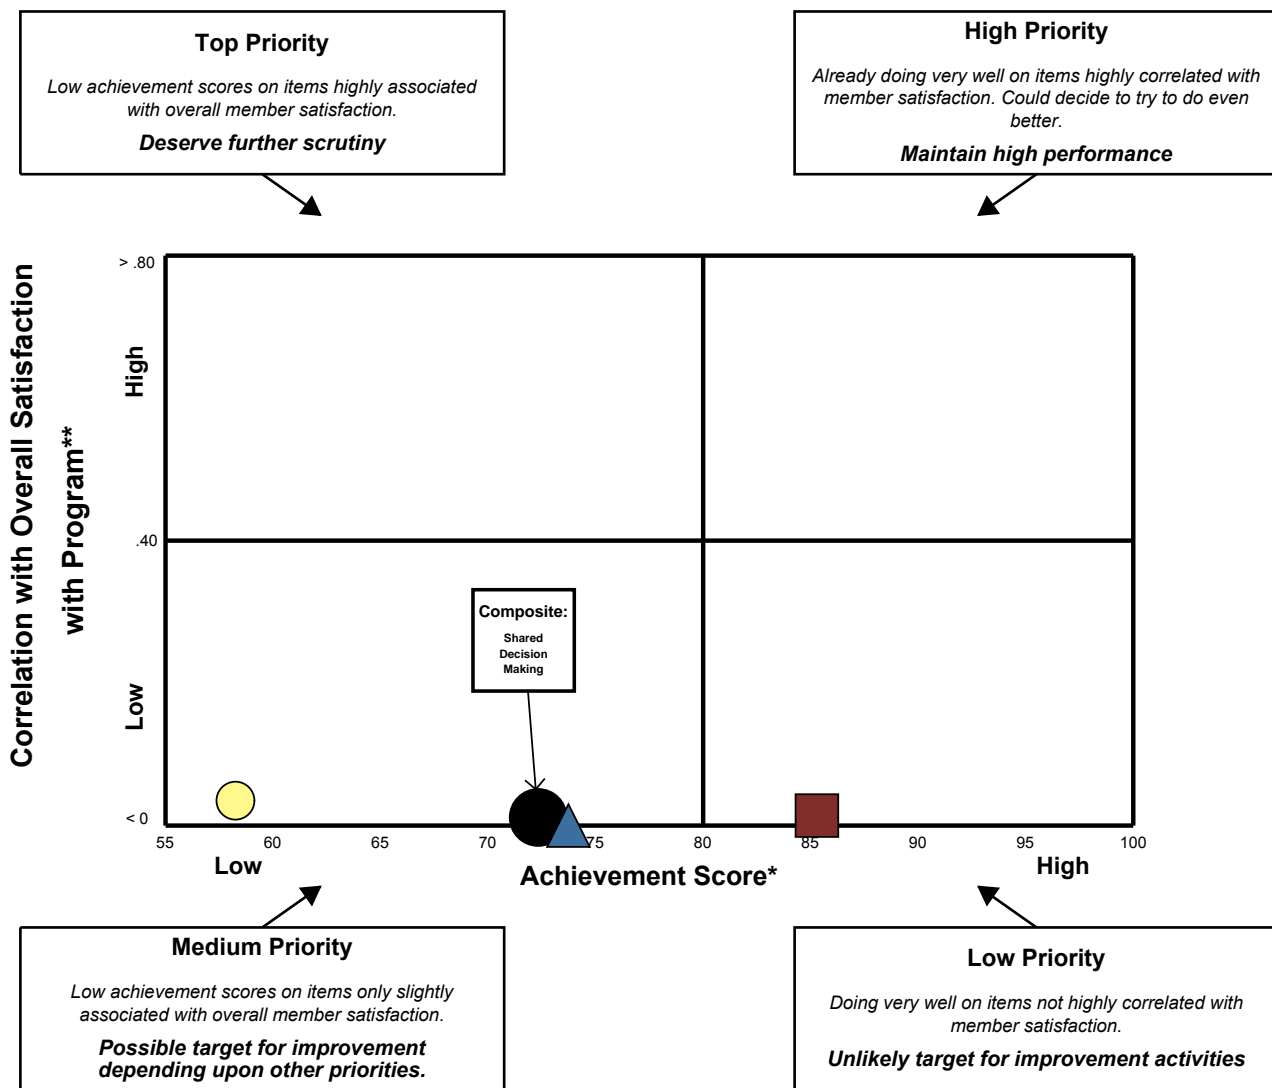 Top Priority
Low achievement scores on items highly associated
with overall member satisfaction.
Deserve further scrutiny
High Priority
Already doing very well on items highly correlated with
member satisfaction. Could decide to try to do even
better.
Maintain high performance
Correlation with Overall Satisfaction
with Program**
> .80
High
.40
Low
< 0
Composite:
Shared
Decision
Making
55
60
65
70
75
80
85
90
95
100
Low
Achievement Score*
High
Medium Priority
Low achievement scores on items only slightly
associated with overall member satisfaction.
Possible target for improvement
depending upon other priorities.
Low Priority
Doing very well on items not highly correlated with
member satisfaction.
Unlikely target for improvement activities